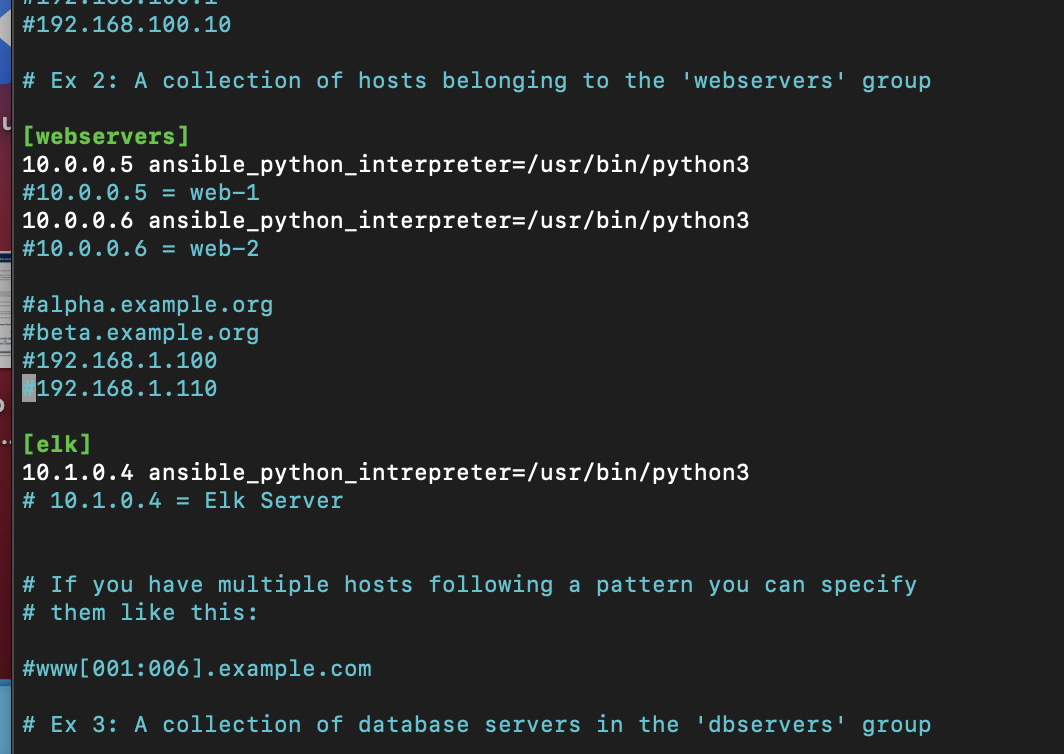 #192.168.100.1
#192.168.100.10
# Ex 2: A collection of hosts belonging to the 'webservers' group
[webservers]
10.0.0.5 ansible_python_interpreter=/usr/bin/python3
#10.0.0.5 = web-1
10.0.0.6 ansible_python_interpreter=/usr/bin/python3
#10.0.0.6 = web-2
#alpha.example.org
#beta.example.org
#192.168.1.100
#192.168.1.110
[elk]
10.1.0.4 ansible_python_intrepreter=/usr/bin/python3
# 10.1.0.4 = Elk Server
# If you have multiple hosts following a pattern you can specify
# them like this:
#www[001:006].example.com
# Ex 3: A collection of database servers in the 'dbservers' group